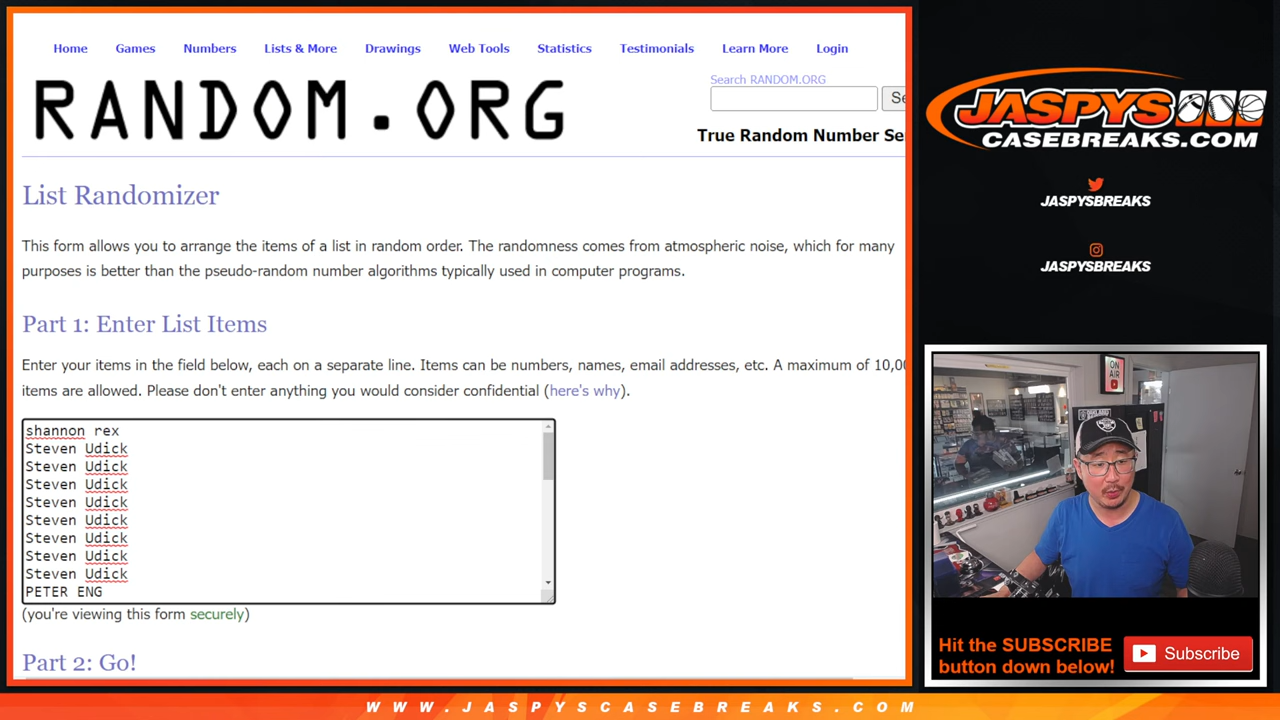 Home Games Numbers Lists & More Drawings Web Tools Statistics Testimonials Learn More Login
RANDOM.ORG
Search RANDOM.ORG
True Random Number Se
List Randomizer
This form allows you to arrange the items of a list in random order. The randomness comes from atmospheric noise, which for many
purposes is better than the pseudo-random number algorithms typically used in computer programs.
Part 1: Enter List Items
Enter your items in the field below, each on a separate line. Items can be numbers, names, email addresses, etc. A maximum of 10,00
items are allowed. Please don't enter anything you would consider confidential (here's why).
shannon rex
Steven Udick
Steven Udick
Steven Udick
Steven Udick
Steven Udick
Steven Udick
Steven Udick
Steven Udick
PETER ENG
(you're viewing this form securely)
Part 2: Go!
JASPYS
CASEBREAKS.COM
JASPYSBREAKS
JASPYSBREAKS
ON
AIR
Hit the SUBSCRIBE
button down below!
Subscribe
WWW.JASPYSCASEBREAKS.COM